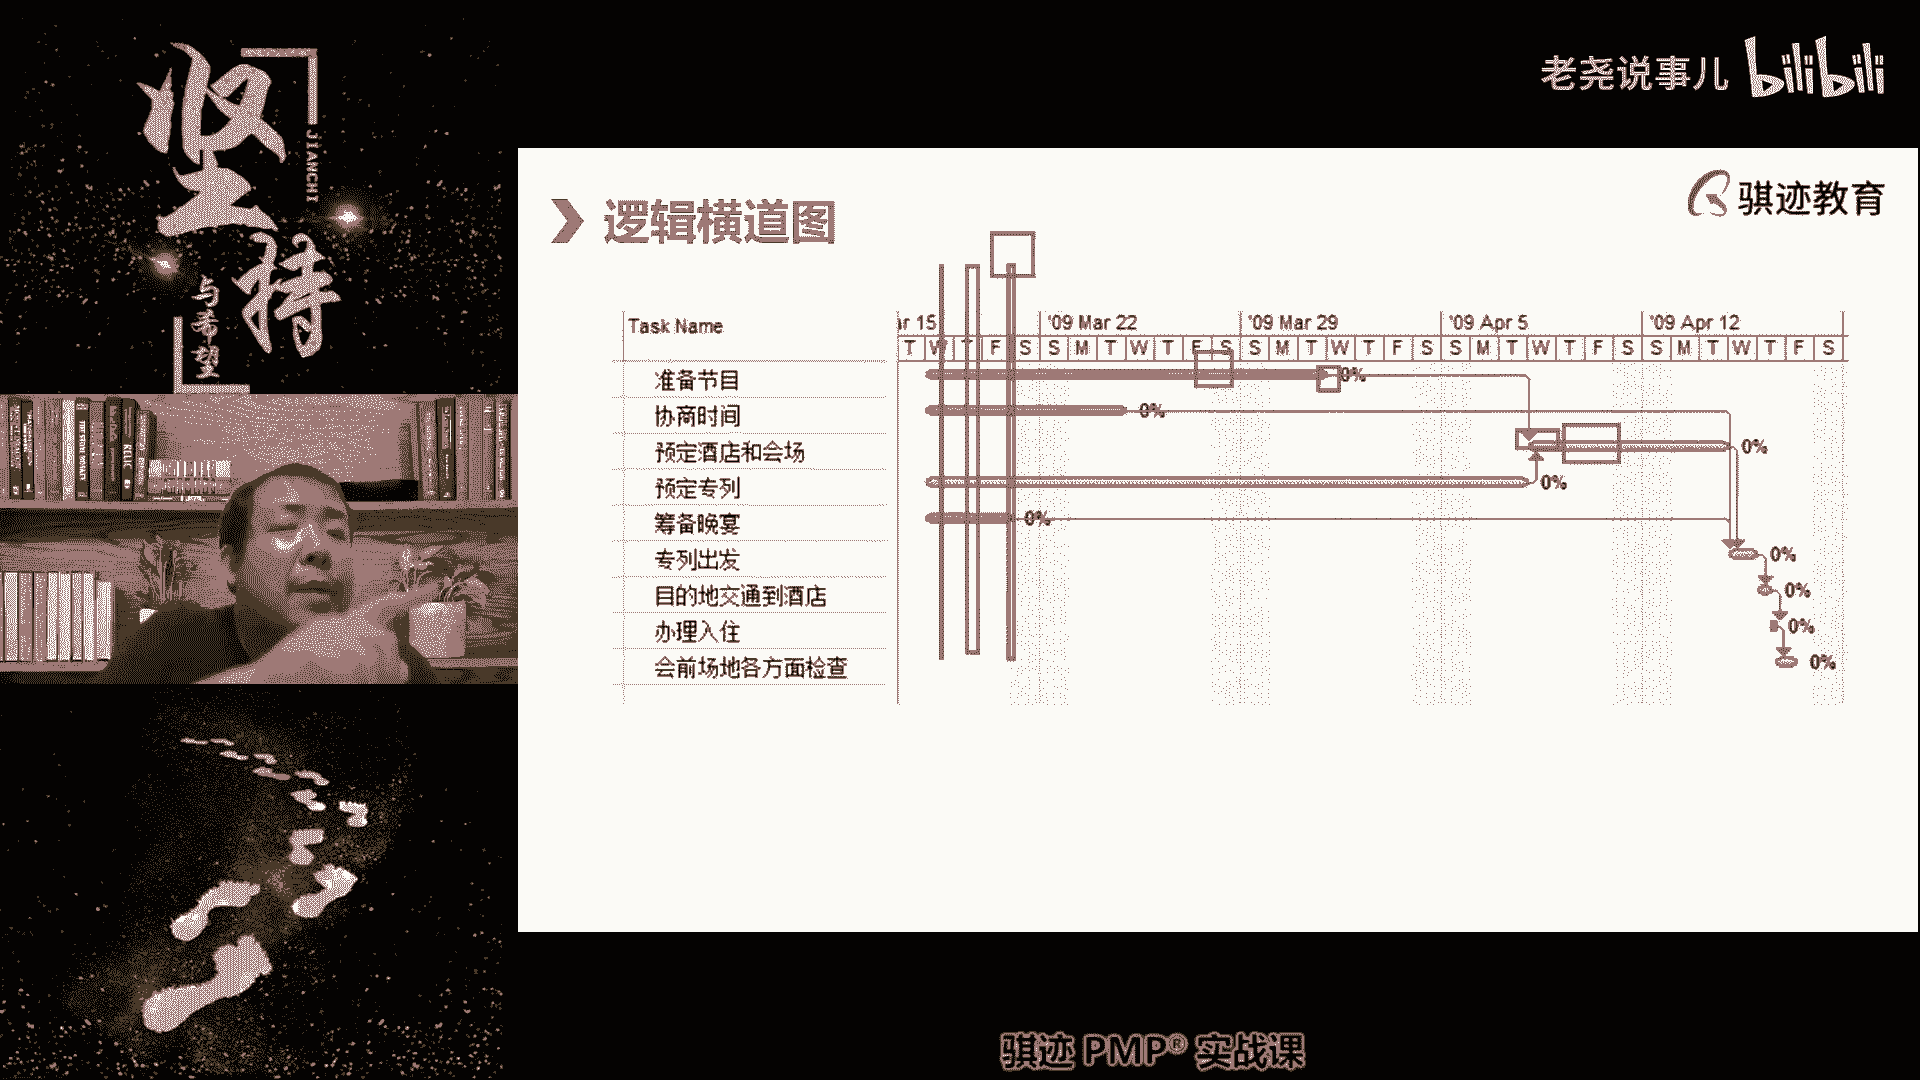 坚持
JIANCHI
与希望
老尧说事儿 bilibili
骐迹教育
逻辑横道图
Task Name
ar 15 '09 Mar 22 '09 Mar 29 '09 Apr 5 '09 Apr 12
T W T F S S M T W T F S S M T W T F S S M T W T F S S M T W T F S
准备节目 0%
协商时间 0%
预定酒店和会场 0%
预定专列 0%
筹备晚宴 0%
专列出发 0%
目的地交通到酒店 0%
办理入住 0%
会前场地各方面检查 0%
骐迹 PMP® 实战课